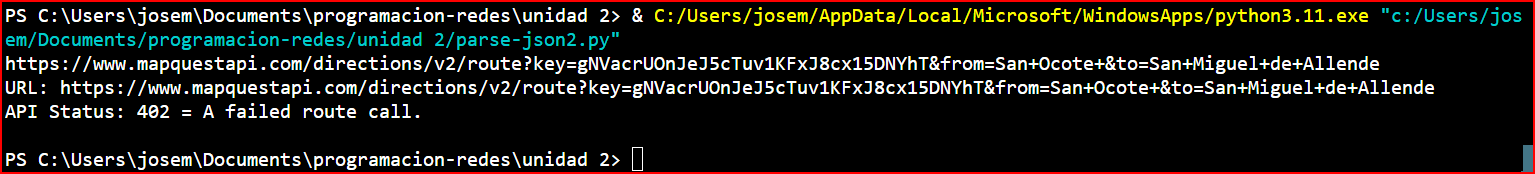 PS C:\Users\josem\Documents\programacion-redes\unidad 2> & C:/Users/josem/AppData/Local/Microsoft/WindowsApps/python3.11.exe "c:/Users/jos
em/Documents/programacion-redes/unidad 2/parse-json2.py"
https://www.mapquestapi.com/directions/v2/route?key=gNVacrUOnJeJ5cTuv1KFxJ8cx15DNYhT&from=San+Ocote+&to=San+Miguel+de+Allende
URL: https://www.mapquestapi.com/directions/v2/route?key=gNVacrUOnJeJ5cTuv1KFxJ8cx15DNYhT&from=San+Ocote+&to=San+Miguel+de+Allende
API Status: 402 = A failed route call.
PS C:\Users\josem\Documents\programacion-redes\unidad 2>